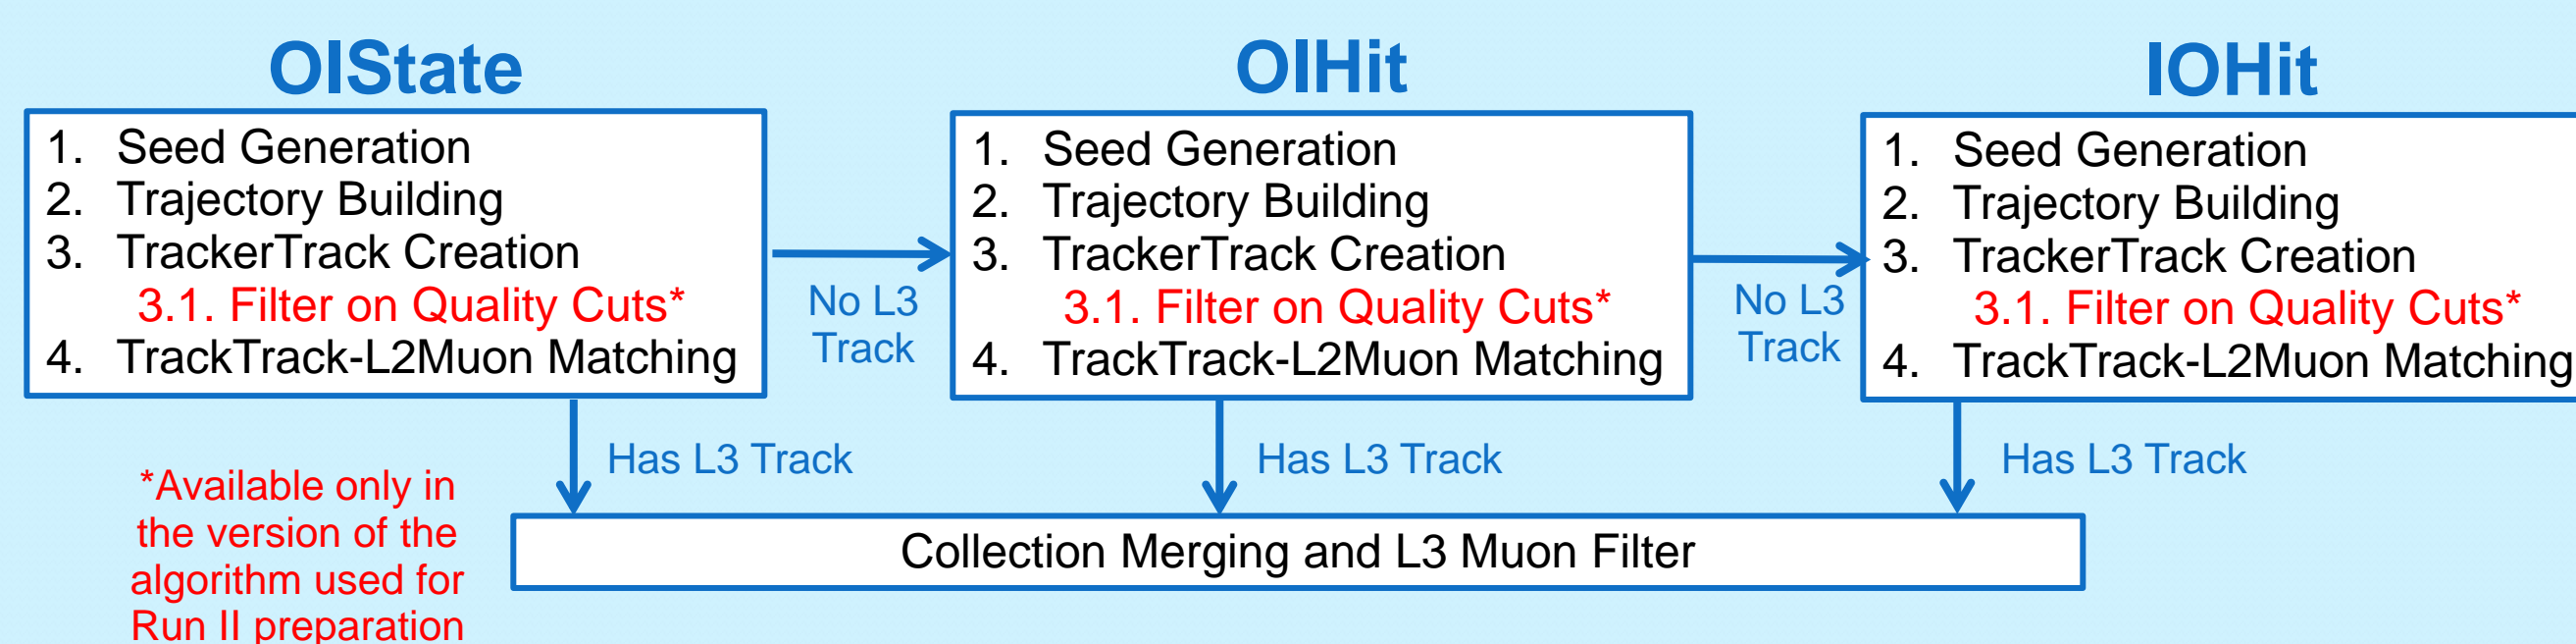 OIState
1. Seed Generation
2. Trajectory Building
3. TrackerTrack Creation
3.1. Filter on Quality Cuts*
4. TrackTrack-L2Muon Matching
No L3
Track
OIHit
1. Seed Generation
2. Trajectory Building
3. TrackerTrack Creation
3.1. Filter on Quality Cuts*
4. TrackTrack-L2Muon Matching
No L3
Track
IOHit
1. Seed Generation
2. Trajectory Building
3. TrackerTrack Creation
3.1. Filter on Quality Cuts*
4. TrackTrack-L2Muon Matching
Has L3 Track
Has L3 Track
Has L3 Track
*Available only in
the version of the
algorithm used for
Run II preparation
Collection Merging and L3 Muon Filter